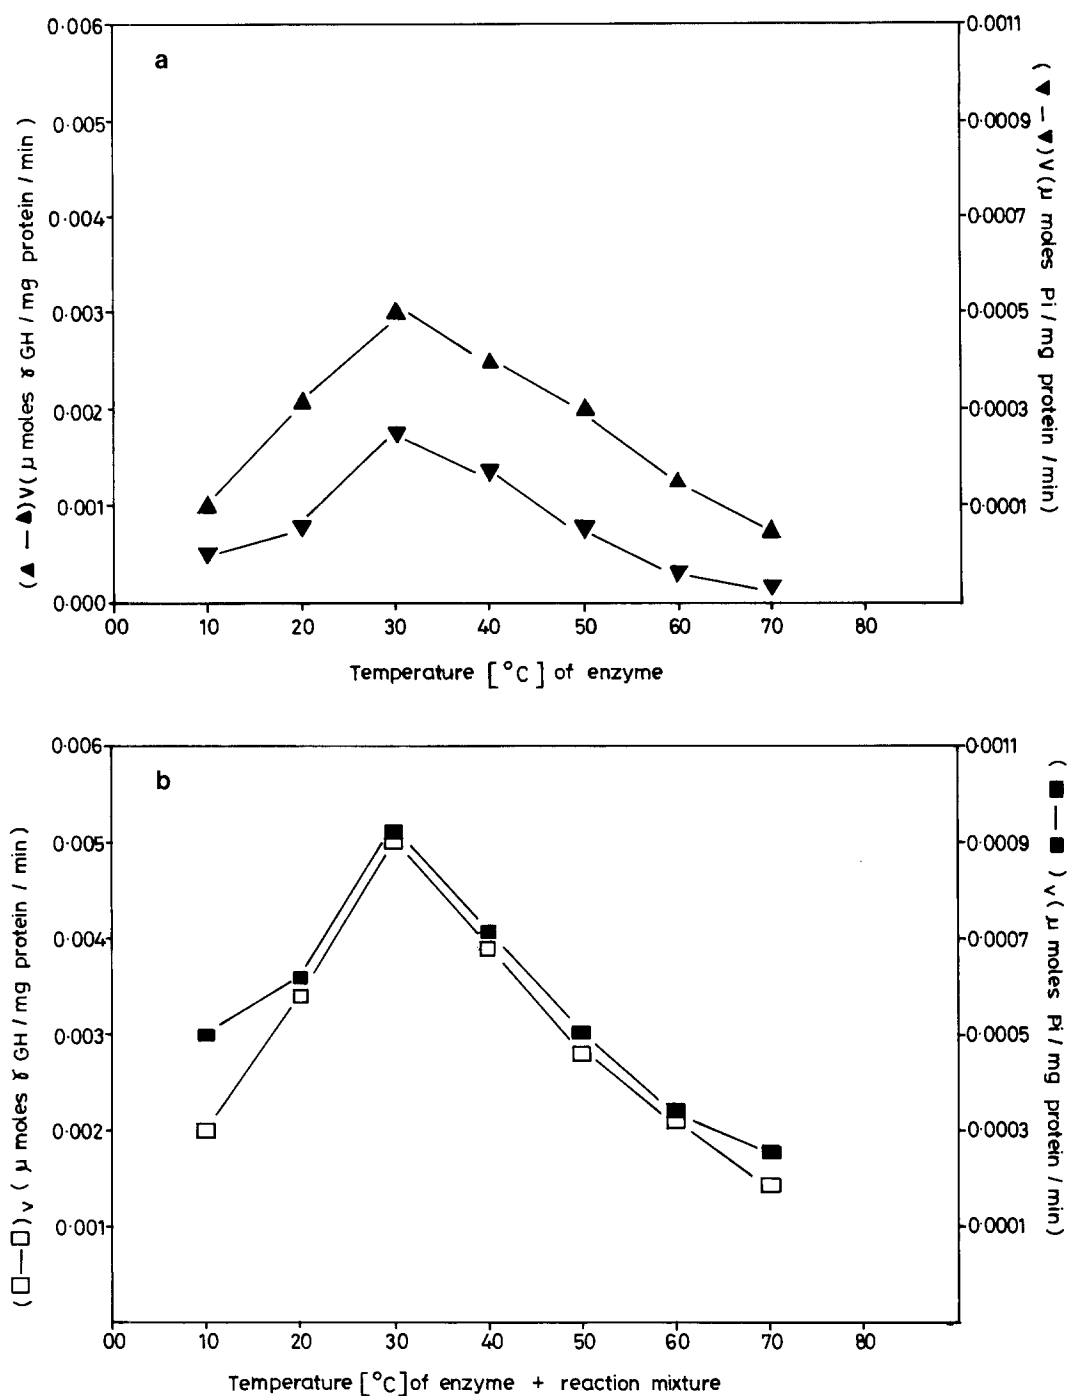 a
0·006
0·005
0·004
0·003
0·002
0·001
0·000
(▲—▲)V(μ moles γ GH/mg protein/min)
0·0011
0·0009
0·0007
0·0005
0·0003
0·0001
(▼—▼)V(μ moles Pi/mg protein/min)
00 10 20 30 40 50 60 70 80
Temperature [°C] of enzyme
b
0·006
0·005
0·004
0·003
0·002
0·001
(□—□)v (μ moles γ GH/mg protein/min)
0·0011
0·0009
0·0007
0·0005
0·0003
0·0001
(■—■)v(μ moles Pi/mg protein/min)
00 10 20 30 40 50 60 70 80
Temperature [°C] of enzyme + reaction mixture